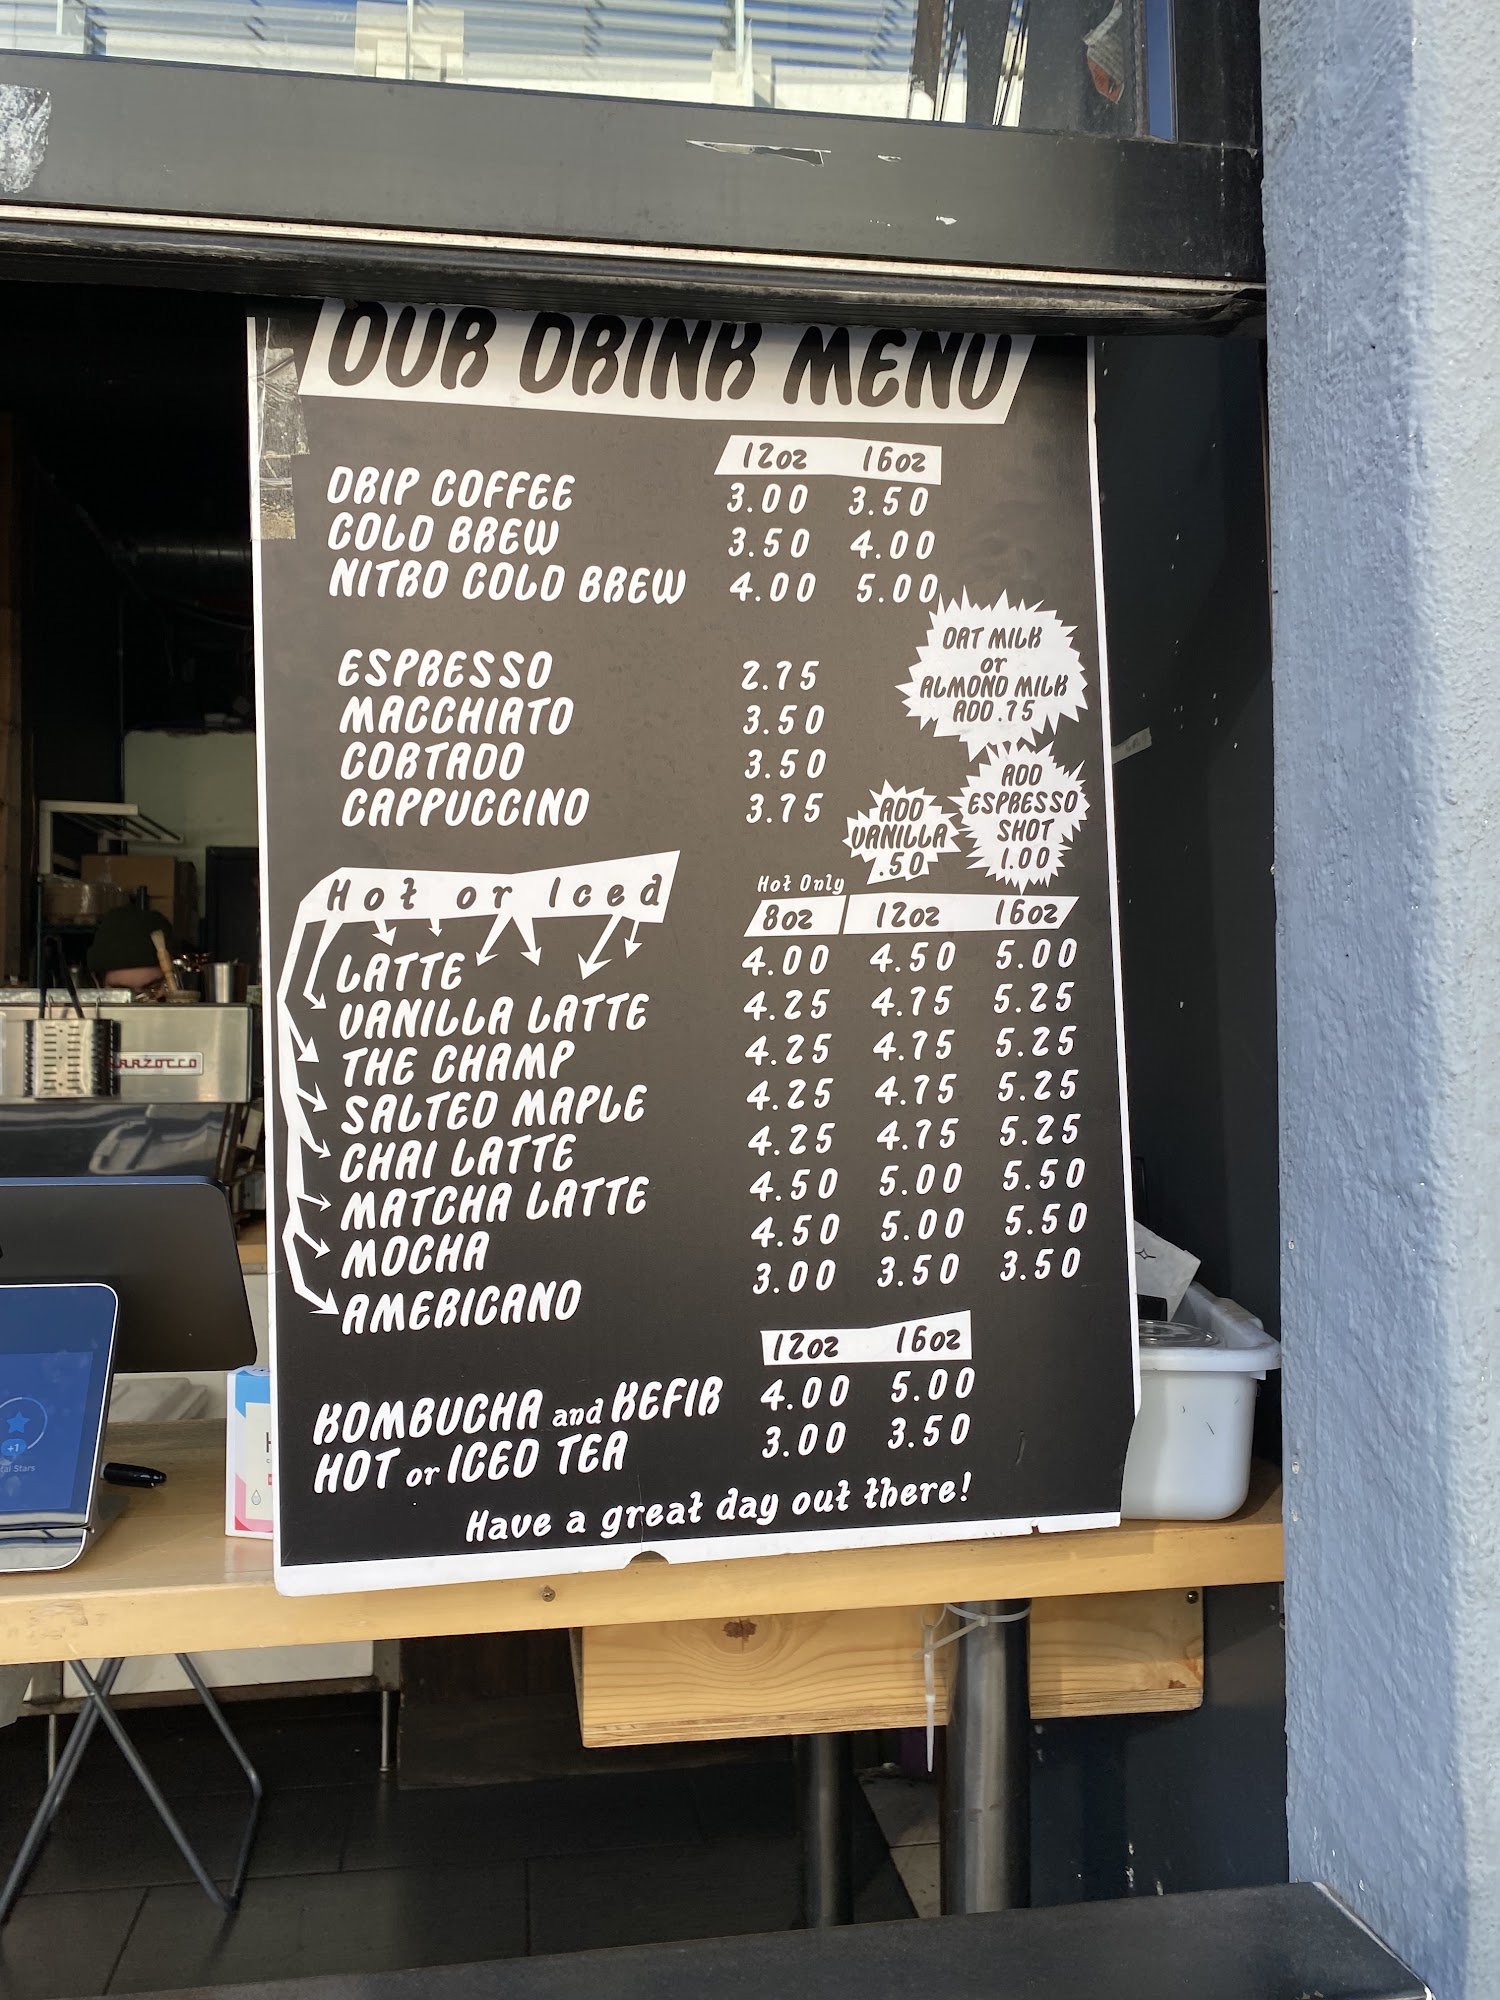 OUR DRINK MENU
12oz 16oz
DRIP COFFEE 3.00 3.50
COLD BREW 3.50 4.00
NITRO COLD BREW 4.00 5.00
OAT MILK
or
ALMOND MILK
ADD .75
ESPRESSO 2.75
MACCHIATO 3.50
CORTADO 3.50
CAPPUCCINO 3.75
ADD
VANILLA
.50
ADD
ESPRESSO
SHOT
1.00
Hot or Iced
Hot Only
8oz 12oz 16oz
LATTE 4.00 4.50 5.00
VANILLA LATTE 4.25 4.75 5.25
THE CHAMP 4.25 4.75 5.25
SALTED MAPLE 4.25 4.75 5.25
CHAI LATTE 4.25 4.75 5.25
MATCHA LATTE 4.50 5.00 5.50
MOCHA 4.50 5.00 5.50
AMERICANO 3.00 3.50 3.50
12oz 16oz
KOMBUCHA and KEFIR 4.00 5.00
HOT or ICED TEA 3.00 3.50
Have a great day out there!
+1
Stars